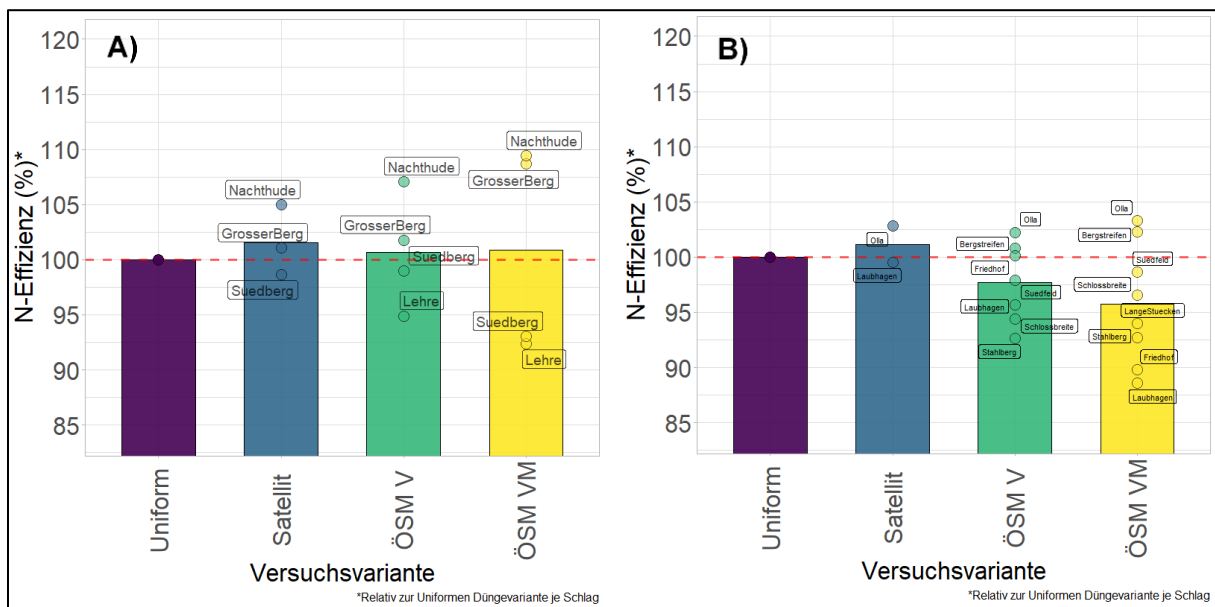 A)
120
115
110
105
100
95
90
85
N-Effizienz (%)*
Nachthude
GrosserBerg
Suedberg
Nachthude
GrosserBerg
Suedberg
Lehre
Nachthude
GrosserBerg
Suedberg
Lehre
Uniform
Satellit
ÖSM V
ÖSM VM
Versuchsvariante
*Relativ zur Uniformen Düngevariante je Schlag
B)
120
115
110
105
100
95
90
85
N-Effizienz (%)*
Olla
Laubhagen
Olla
Bergstreifen
Friedhof
Suedfeld
Laubhagen
Schlossbreite
Stahlberg
Olla
Bergstreifen
Suedfeld
Schlossbreite
LangeStuecken
Stahlberg
Friedhof
Laubhagen
Uniform
Satellit
ÖSM V
ÖSM VM
Versuchsvariante
*Relativ zur Uniformen Düngevariante je Schlag